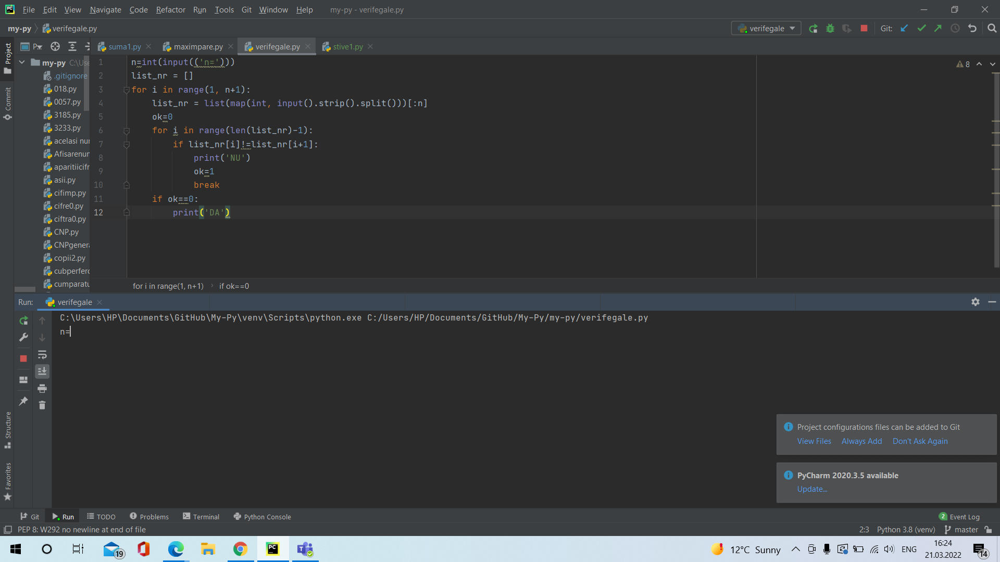 File Edit View Navigate Code Refactor Run Tools Git Window Help my-py - verifegale.py
my-py verifegale.py verifegale Git:
P suma1.py maximpare.py verifegale.py stive1.py
Project
Commit
Structure
Favorites
my-py C:\Use
.gitignore
018.py
0057.py
3185.py
3233.py
acelasi nur
Afisarenun
aparitiicifr
asii.py
cifimp.py
cifre0.py
ciftra0.py
CNP.py
CNPgenera
copii2.py
cubperferc
cumparatu
8
1 n=int(input(('n=')))
2 list_nr = []
3 for i in range(1, n+1):
4 list_nr = list(map(int, input().strip().split()))[:n]
5 ok=0
6 for i in range(len(list_nr)-1):
7 if list_nr[i]!=list_nr[i+1]:
8 print('NU')
9 ok=1
10 break
11 if ok==0:
12 print('DA')
for i in range(1, n+1) › if ok==0
Run: verifegale
C:\Users\HP\Documents\GitHub\My-Py\venv\Scripts\python.exe C:/Users/HP/Documents/GitHub/My-Py/my-py/verifegale.py
n=
Project configurations files can be added to Git
View Files Always Add Don't Ask Again
PyCharm 2020.3.5 available
Update...
Git Run TODO Problems Terminal Python Console 2 Event Log
PEP 8: W292 no newline at end of file 2:3 Python 3.8 (venv) master
19 PC 12°C Sunny ENG 16:24
21.03.2022 14